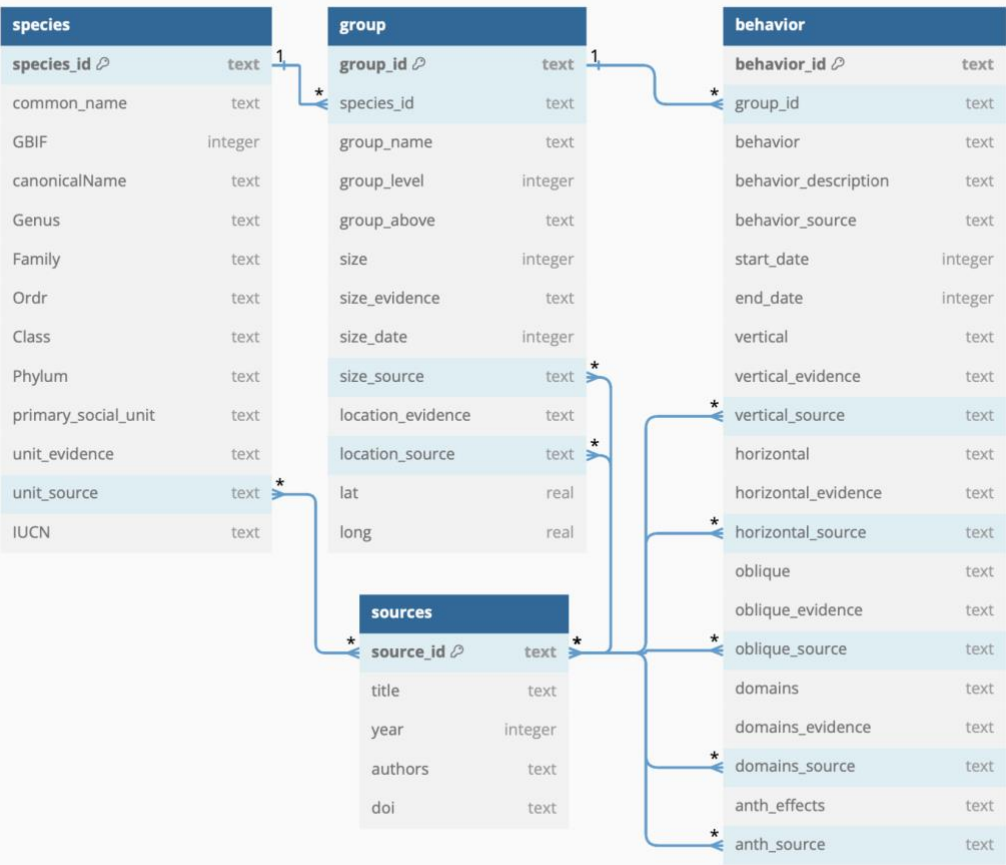 species
species_id text
common_name text
GBIF integer
canonicalName text
Genus text
Family text
Ordr text
Class text
Phylum text
primary_social_unit text
unit_evidence text
unit_source text
IUCN text
1
*
*
group
group_id text
species_id text
group_name text
group_level integer
group_above text
size integer
size_evidence text
size_date integer
size_source text
location_evidence text
location_source text
lat real
long real
1
*
*
*
sources
source_id text
title text
year integer
authors text
doi text
*
*
behavior
behavior_id text
group_id text
behavior text
behavior_description text
behavior_source text
start_date integer
end_date integer
vertical text
vertical_evidence text
vertical_source text
horizontal text
horizontal_evidence text
horizontal_source text
oblique text
oblique_evidence text
oblique_source text
domains text
domains_evidence text
domains_source text
anth_effects text
anth_source text
*
*
*
*
*